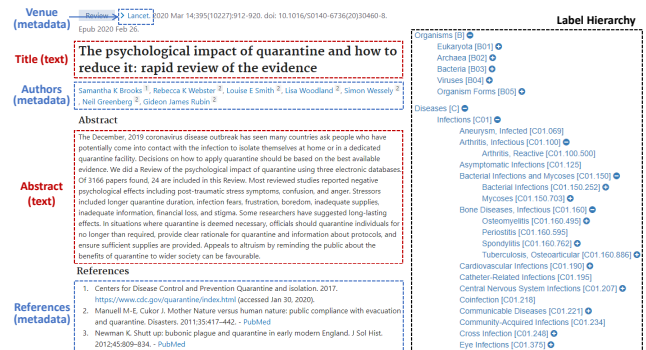 Venue
(metadata)
Review > Lancet. 2020 Mar 14;395(10227):912-920. doi: 10.1016/S0140-6736(20)30460-8.
Epub 2020 Feb 26.
Title (text)
The psychological impact of quarantine and how to
reduce it: rapid review of the evidence
Authors
(metadata)
Samantha K Brooks 1, Rebecca K Webster 2, Louise E Smith 2, Lisa Woodland 2, Simon Wessely 2
, Neil Greenberg 2, Gideon James Rubin 2
Abstract
(text)
Abstract
The December, 2019 coronavirus disease outbreak has seen many countries ask people who have
potentially come into contact with the infection to isolate themselves at home or in a dedicated
quarantine facility. Decisions on how to apply quarantine should be based on the best available
evidence. We did a Review of the psychological impact of quarantine using three electronic databases.
Of 3166 papers found, 24 are included in this Review. Most reviewed studies reported negative
psychological effects including post-traumatic stress symptoms, confusion, and anger. Stressors
included longer quarantine duration, infection fears, frustration, boredom, inadequate supplies,
inadequate information, financial loss, and stigma. Some researchers have suggested long-lasting
effects. In situations where quarantine is deemed necessary, officials should quarantine individuals for
no longer than required, provide clear rationale for quarantine and information about protocols, and
ensure sufficient supplies are provided. Appeals to altruism by reminding the public about the
benefits of quarantine to wider society can be favourable.
References
(metadata)
References
1. Centers for Disease Control and Prevention Quarantine and isolation. 2017.
https://www.cdc.gov/quarantine/index.html (accessed Jan 30, 2020).
2. Manuell M-E, Cukor J. Mother Nature versus human nature: public compliance with evacuation
and quarantine. Disasters. 2011;35:417–442. - PubMed
3. Newman K. Shutt up: bubonic plague and quarantine in early modern England. J Soc Hist.
2012;45:809–834. - PubMed
Label Hierarchy
Organisms [B]
Eukaryota [B01]
Archaea [B02]
Bacteria [B03]
Viruses [B04]
Organism Forms [B05]
Diseases [C]
Infections [C01]
Aneurysm, Infected [C01.069]
Arthritis, Infectious [C01.100]
Arthritis, Reactive [C01.100.500]
Asymptomatic Infections [C01.125]
Bacterial Infections and Mycoses [C01.150]
Bacterial Infections [C01.150.252]
Mycoses [C01.150.703]
Bone Diseases, Infectious [C01.160]
Osteomyelitis [C01.160.495]
Periostitis [C01.160.595]
Spondylitis [C01.160.762]
Tuberculosis, Osteoarticular [C01.160.886]
Cardiovascular Infections [C01.190]
Catheter-Related Infections [C01.195]
Central Nervous System Infections [C01.207]
Coinfection [C01.218]
Communicable Diseases [C01.221]
Community-Acquired Infections [C01.234]
Cross Infection [C01.248]
Eye Infections [C01.375]